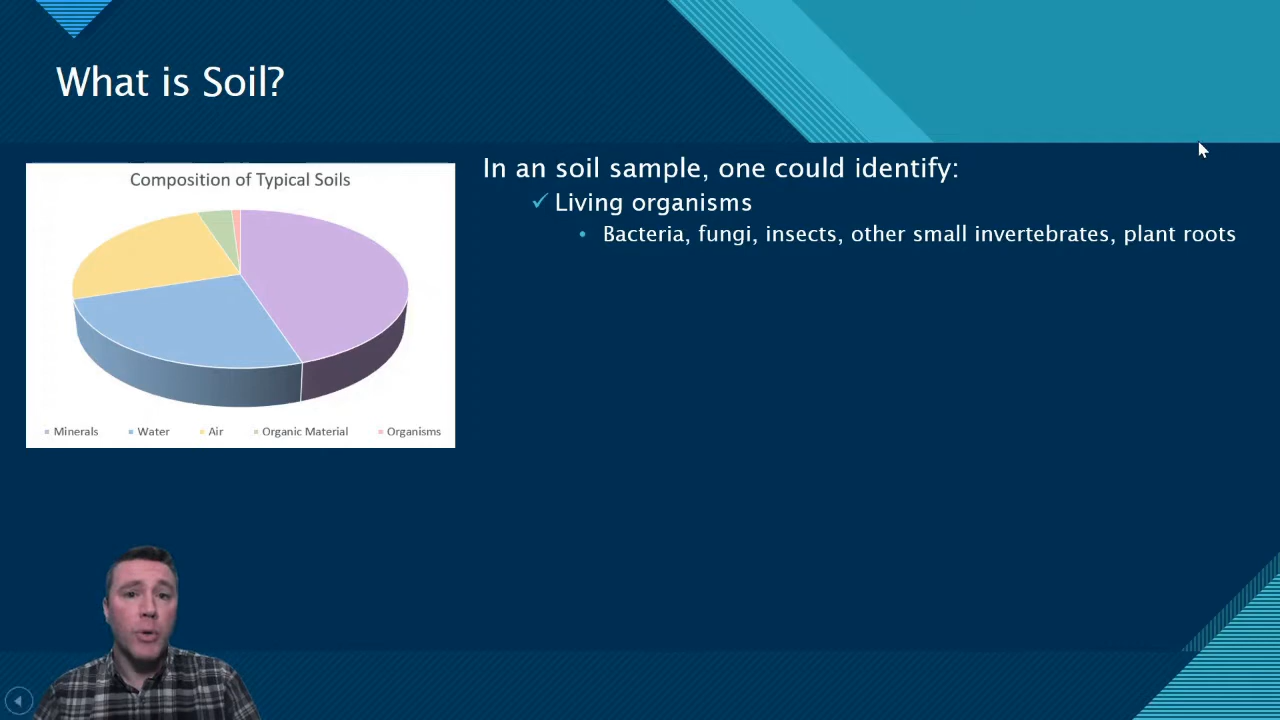 What is Soil?
Composition of Typical Soils
Minerals Water Air Organic Material Organisms
In an soil sample, one could identify:
Living organisms
Bacteria, fungi, insects, other small invertebrates, plant roots